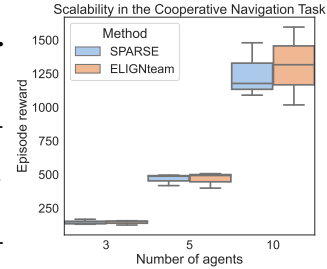 Scalability in the Cooperative Navigation Task
Method
SPARSE
ELIGNteam
Episode reward
1500
1250
1000
750
500
250
3 5 10
Number of agents